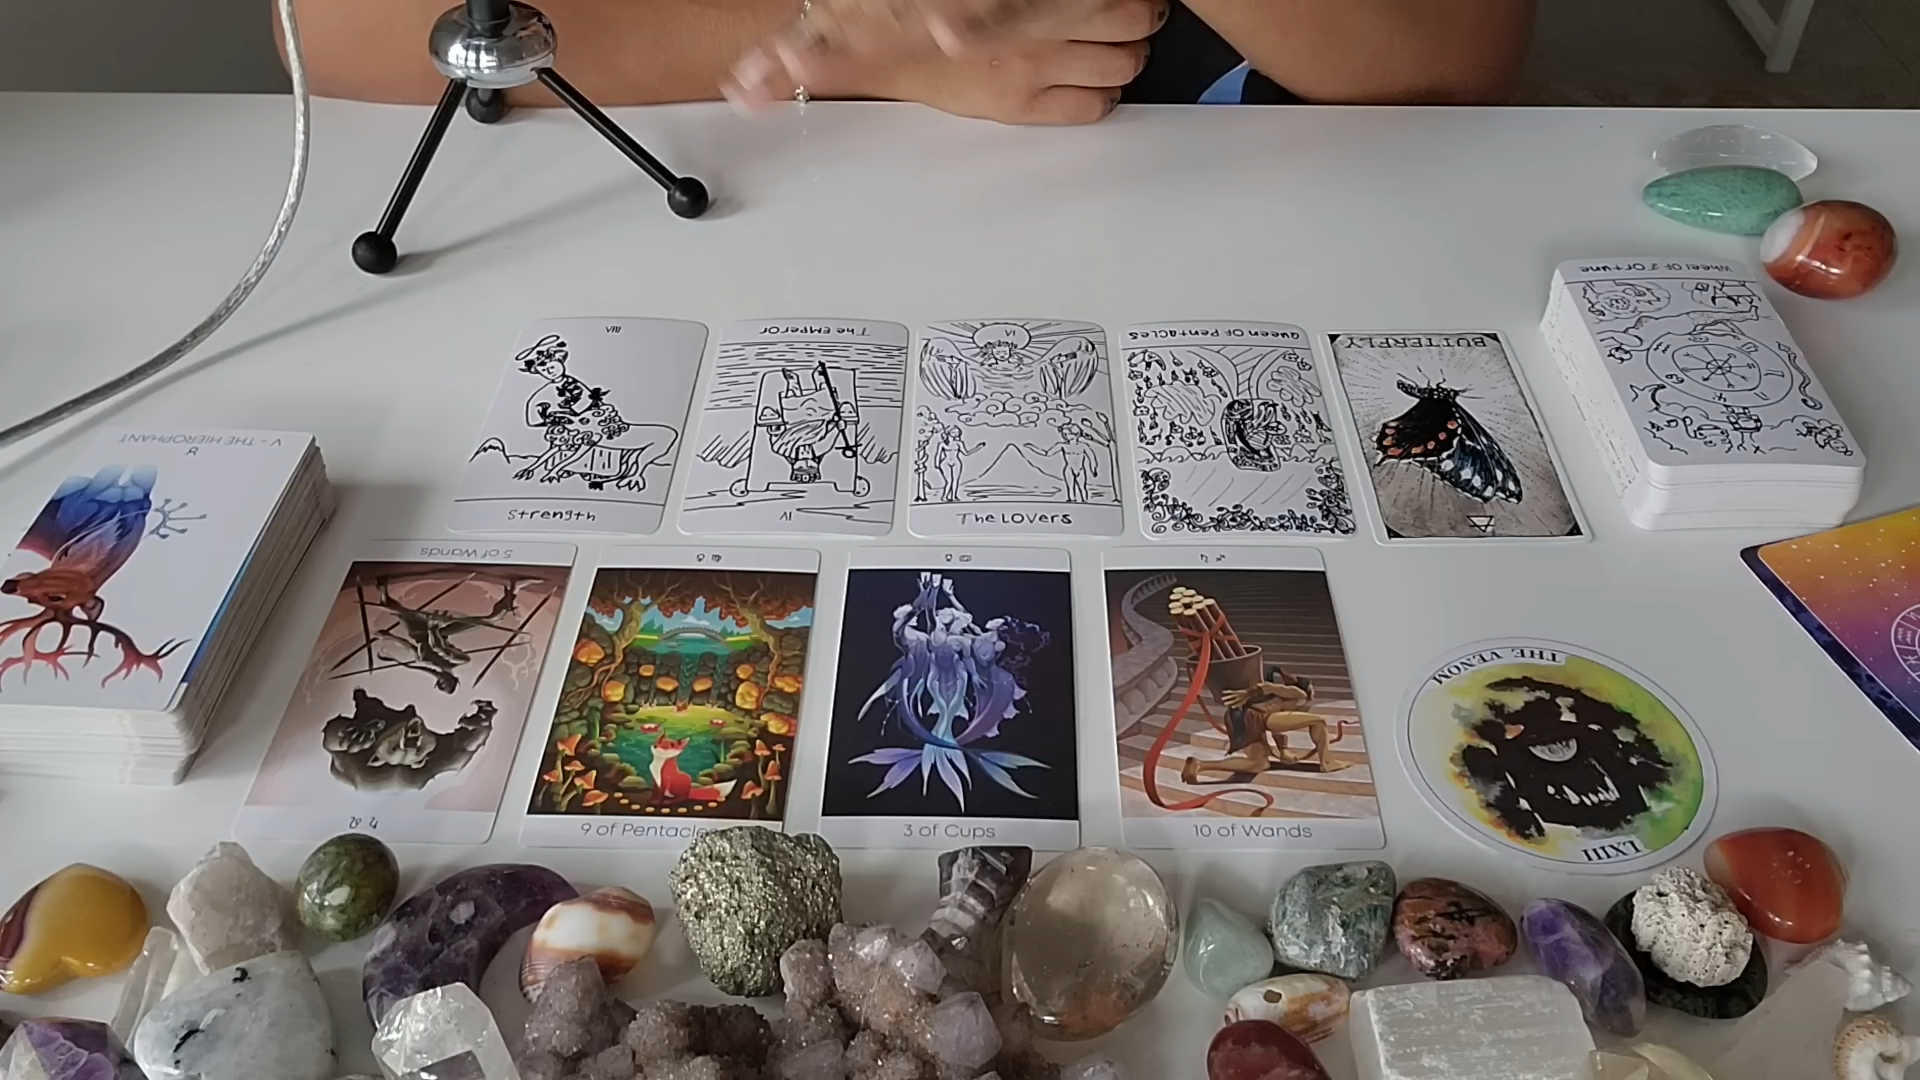 WHEEL OF FORTUNE
VIII
Strength
The EMPEROR
IV
VI
The LOVERS
QUEEN OF PENTACLES
BUTTERFLY
V - THE HIEROPHANT
5 of Wands
9 of Pentacles
3 of Cups
10 of Wands
THE VENOM
LXIII